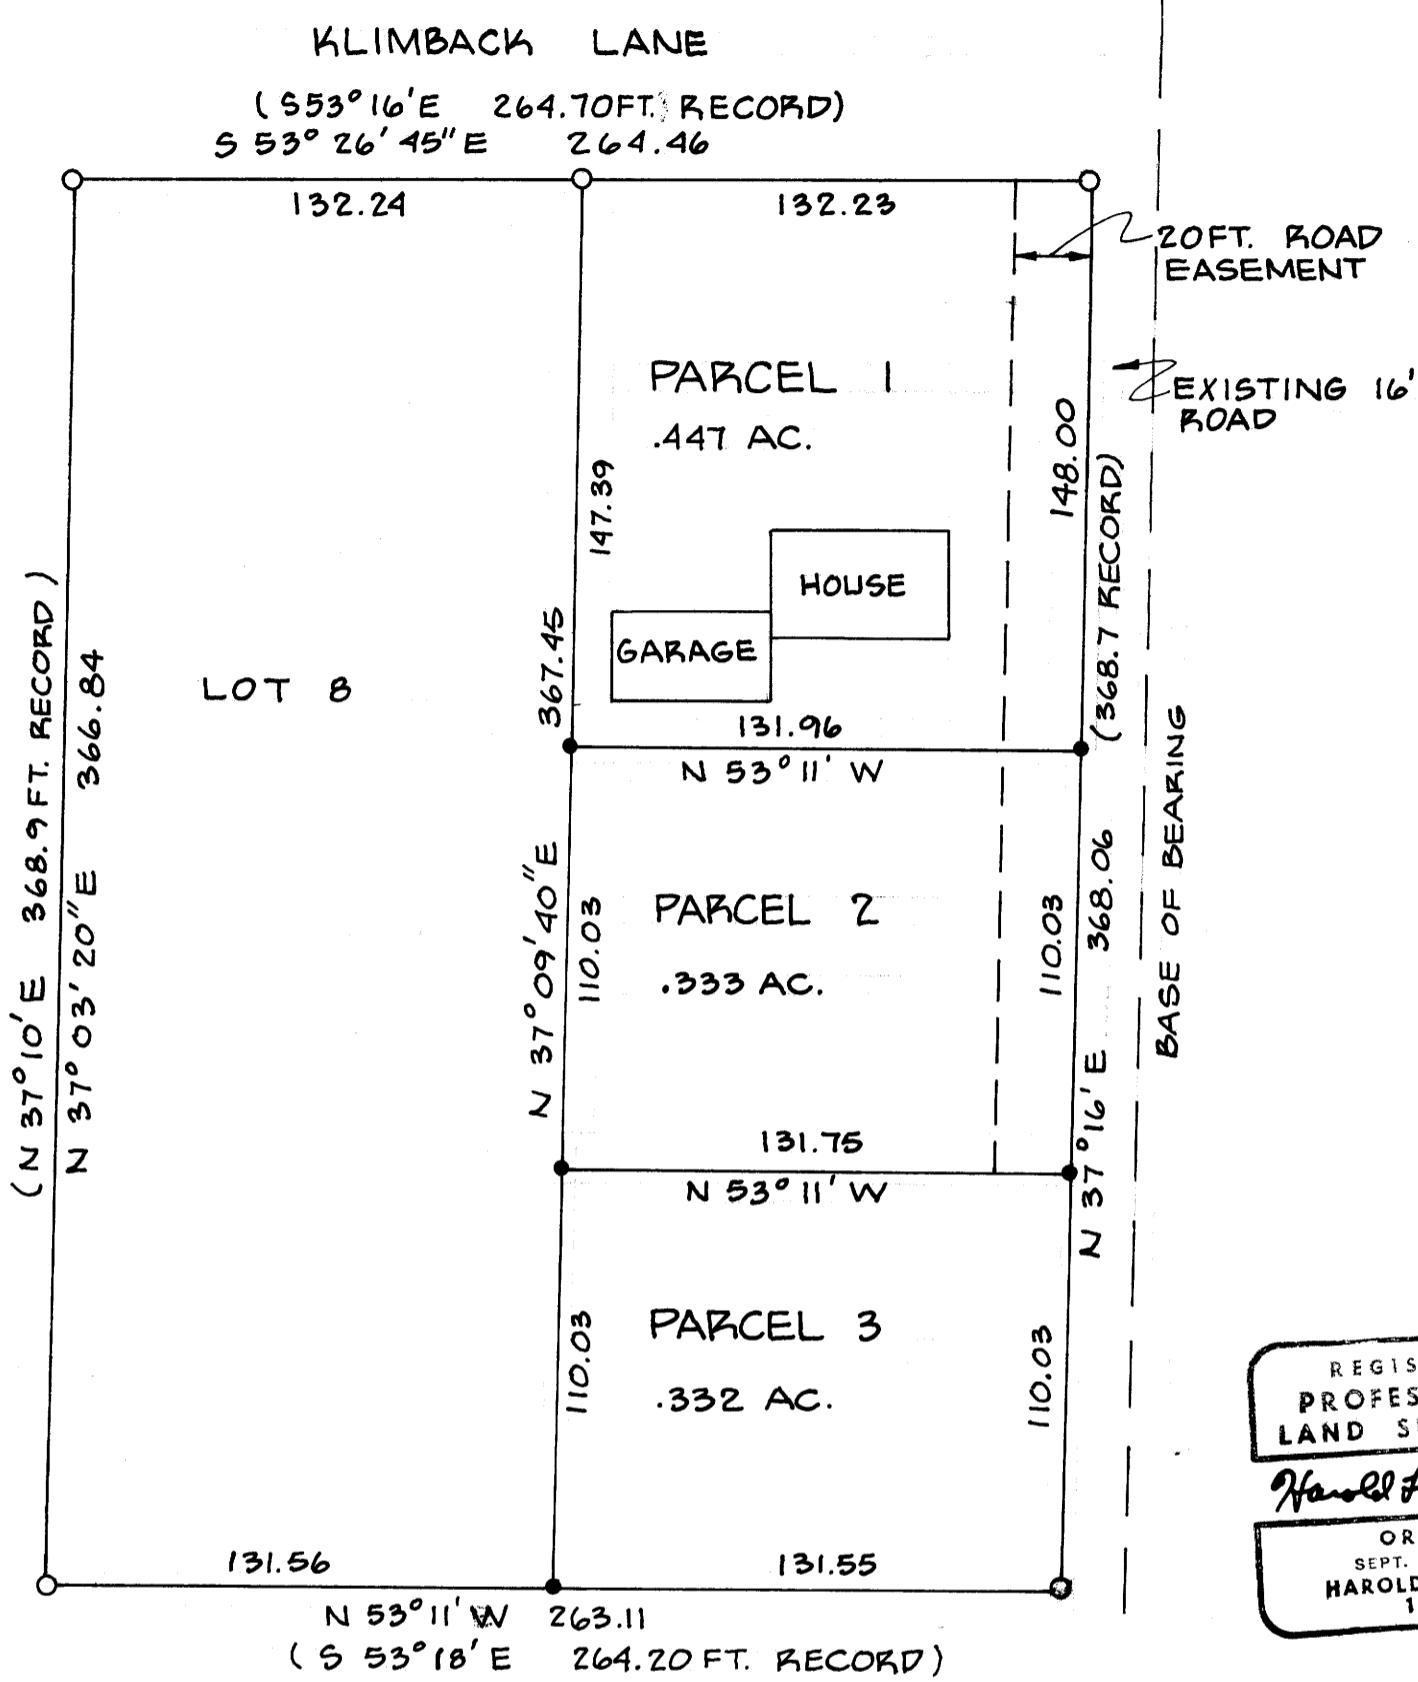 KLIMBACK LANE
(S53°16'E 264.70FT. RECORD)
S 53° 26' 45" E 264.46
132.24
132.23
20FT. ROAD
EASEMENT
EXISTING 16'
ROAD
PARCEL 1
.447 AC.
148.00
(368.7 RECORD)
147.39
367.45
HOUSE
GARAGE
LOT 8
(N 37°10'E 368.9 FT. RECORD)
N 37° 03' 20" E 366.84
131.96
N 53° 11' W
BASE OF BEARING
N 37° 09' 40" E
110.03
PARCEL 2
.333 AC.
110.03
N 37° 16' E 368.06
131.75
N 53° 11' W
110.03
PARCEL 3
.332 AC.
110.03
131.56
131.55
N 53° 11' W 263.11
(S 53° 18' E 264.20 FT. RECORD)
REGIS
PROFES
LAND S
Harold
OR
SEPT.
HAROLD
1